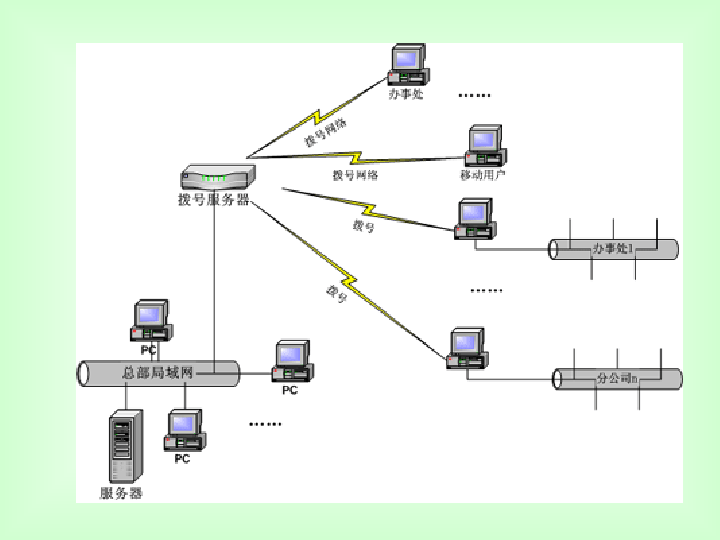 办事处
……
拨号网络
拨号网络
移动用户
拨号服务器
拨号
办事处1
……
拨号
PC
总部局域网
分公司n
PC
……
PC
服务器